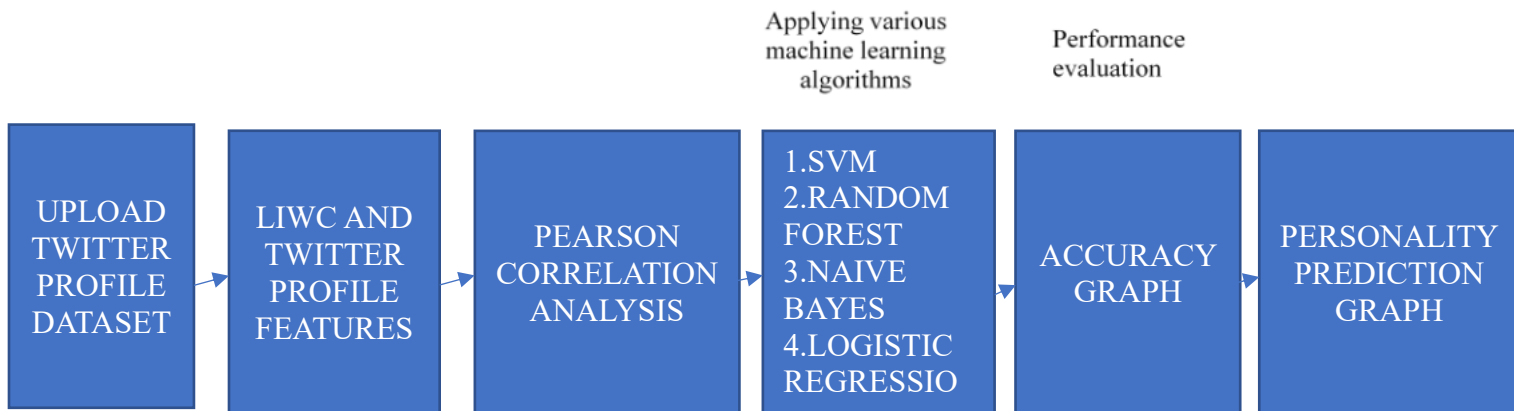 Applying various
machine learning
algorithms
Performance
evaluation
UPLOAD
TWITTER
PROFILE
DATASET
LIWC AND
TWITTER
PROFILE
FEATURES
PEARSON
CORRELATION
ANALYSIS
1.SVM
2.RANDOM
FOREST
3.NAIVE
BAYES
4.LOGISTIC
REGRESSIO
ACCURACY
GRAPH
PERSONALITY
PREDICTION
GRAPH